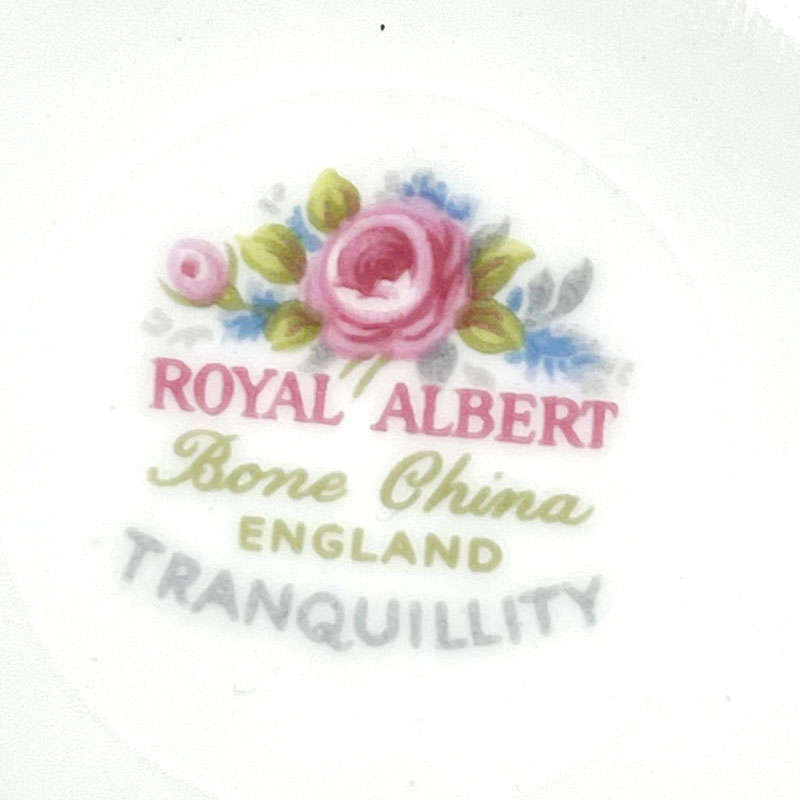 ROYAL ALBERT
Bone China
ENGLAND
TRANQUILLITY